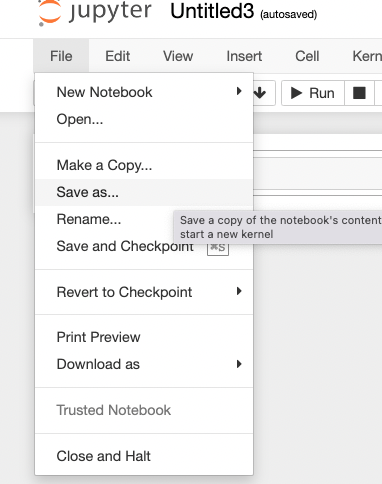 jupyter Untitled3 (autosaved)
File Edit View Insert Cell Kern
New Notebook
Run
Open...
Make a Copy...
Save as...
Rename...
Save a copy of the notebook's content
start a new kernel
Save and Checkpoint ⌘S
Revert to Checkpoint
Print Preview
Download as
Trusted Notebook
Close and Halt